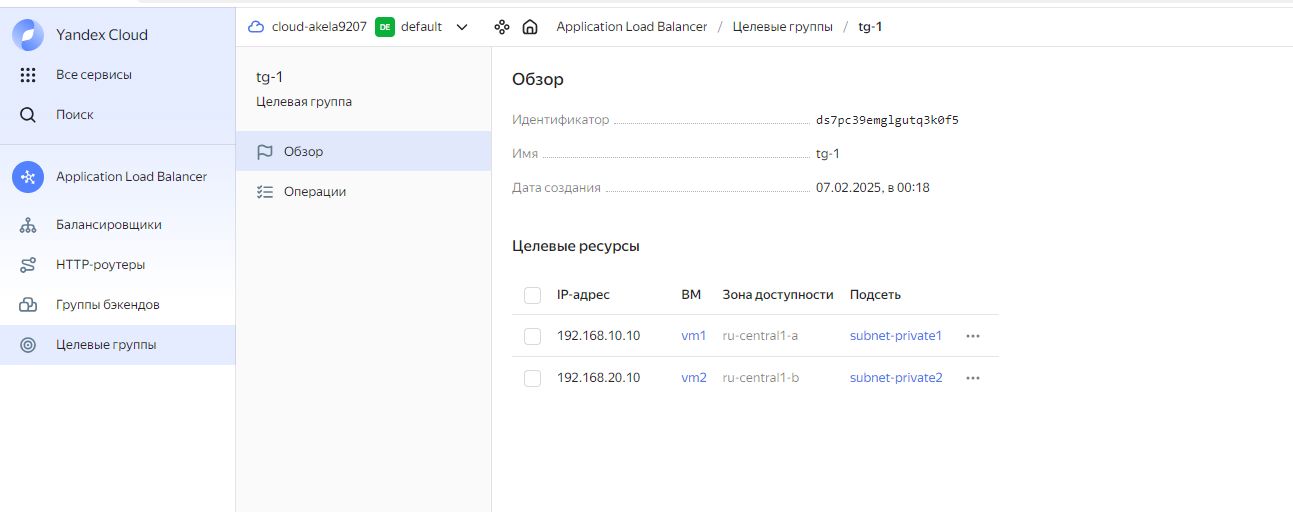 Yandex Cloud
Все сервисы
Поиск
Application Load Balancer
Балансировщики
HTTP-роутеры
Группы бэкендов
Целевые группы
cloud-akela9207 DE default Application Load Balancer / Целевые группы / tg-1
tg-1
Целевая группа
Обзор
Операции
Обзор
Идентификатор ds7pc39emglgutq3k0f5
Имя tg-1
Дата создания 07.02.2025, в 00:18
Целевые ресурсы
IP-адрес ВМ Зона доступности Подсеть
192.168.10.10 vm1 ru-central1-a subnet-private1
192.168.20.10 vm2 ru-central1-b subnet-private2